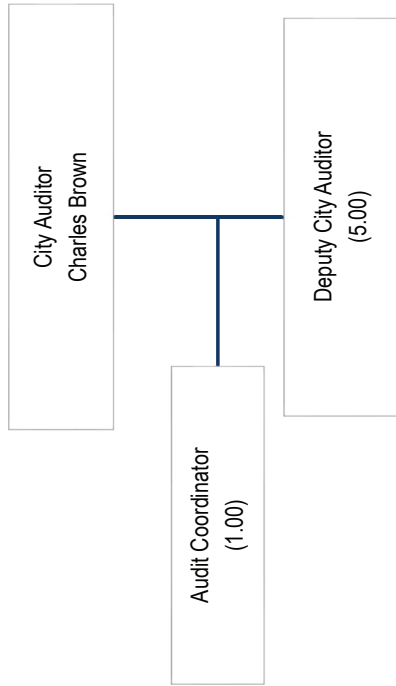 City Auditor
Charles Brown
Audit Coordinator
(1.00)
Deputy City Auditor
(5.00)